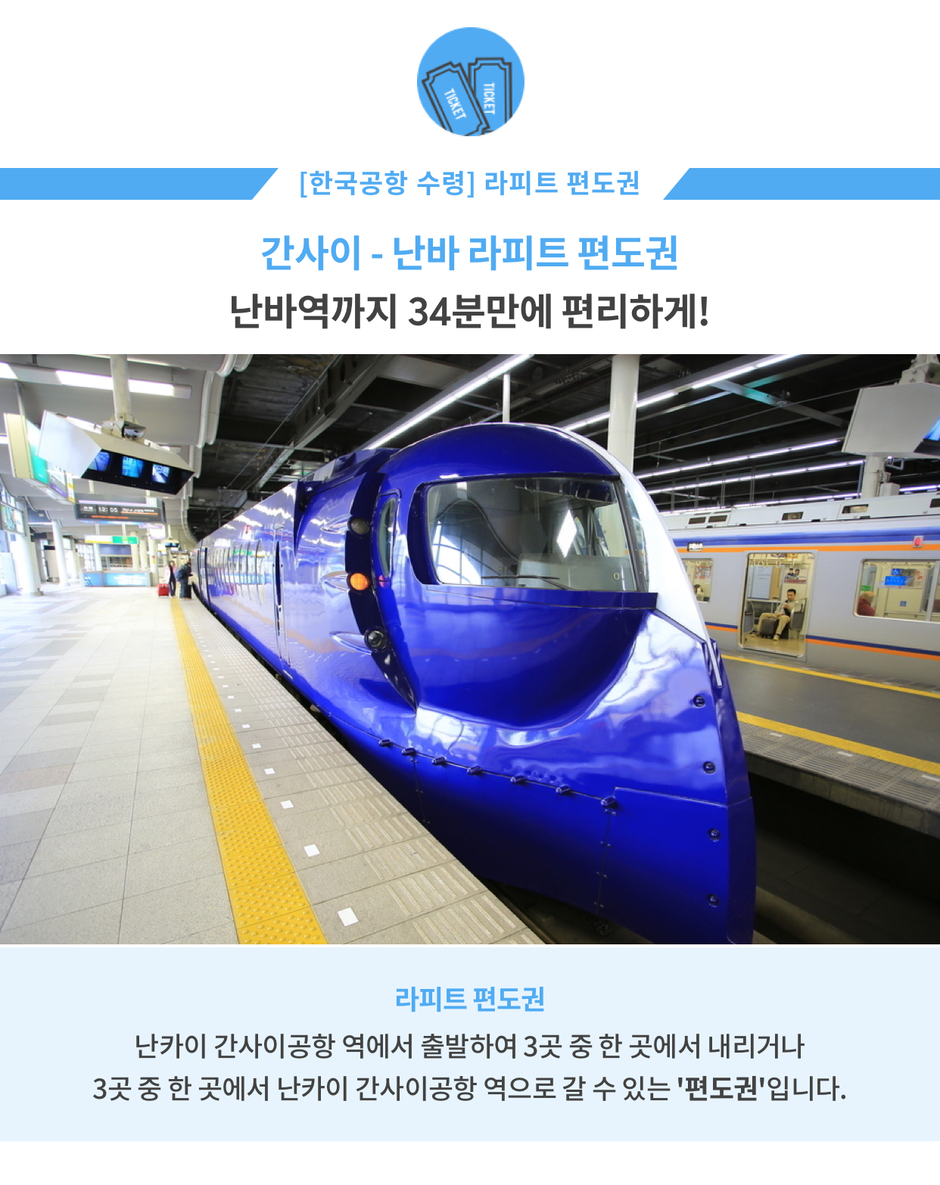 TICKET
TICKET
[한국공항 수령] 라피트 편도권
간사이 - 난바 라피트 편도권
난바역까지 34분만에 편리하게!
12:05
라피트 편도권
난카이 간사이공항 역에서 출발하여 3곳 중 한 곳에서 내리거나
3곳 중 한 곳에서 난카이 간사이공항 역으로 갈 수 있는 '편도권'입니다.